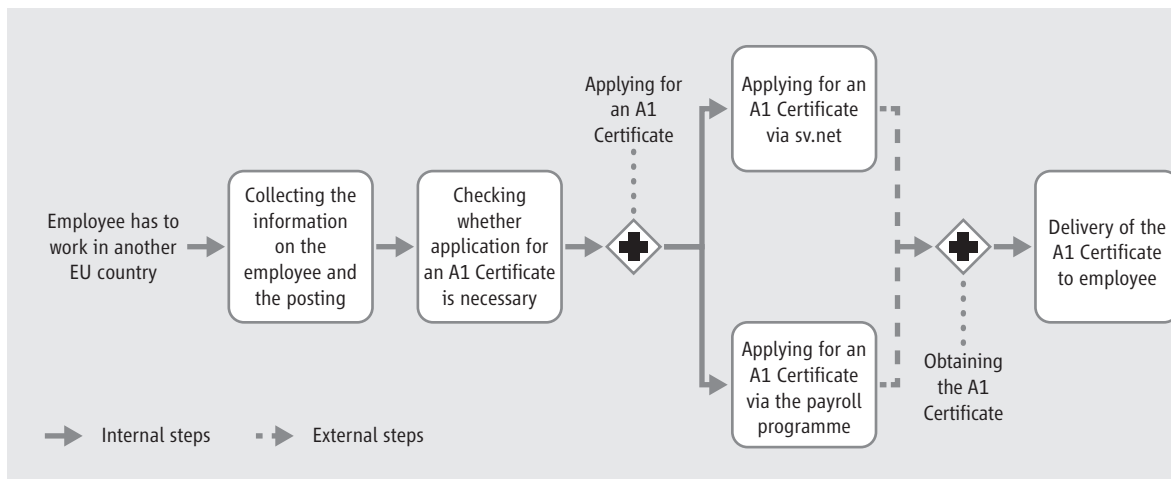 Employee has to
work in another
EU country
Collecting the
information
on the
employee and
the posting
Checking
whether
application for
an A1 Certificate
is necessary
Applying for
an A1
Certificate
Applying for an
A1 Certificate
via sv.net
Applying for an
A1 Certificate
via the payroll
programme
Obtaining
the A1
Certificate
Delivery of the
A1 Certificate
to employee
Internal steps
External steps